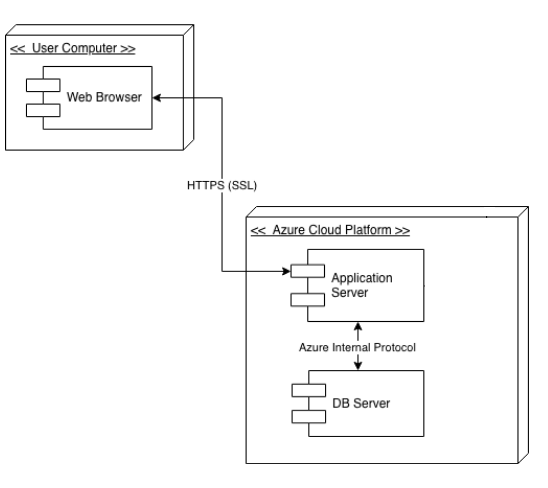 << User Computer >>
Web Browser
HTTPS (SSL)
<< Azure Cloud Platform >>
Application
Server
Azure Internal Protocol
DB Server